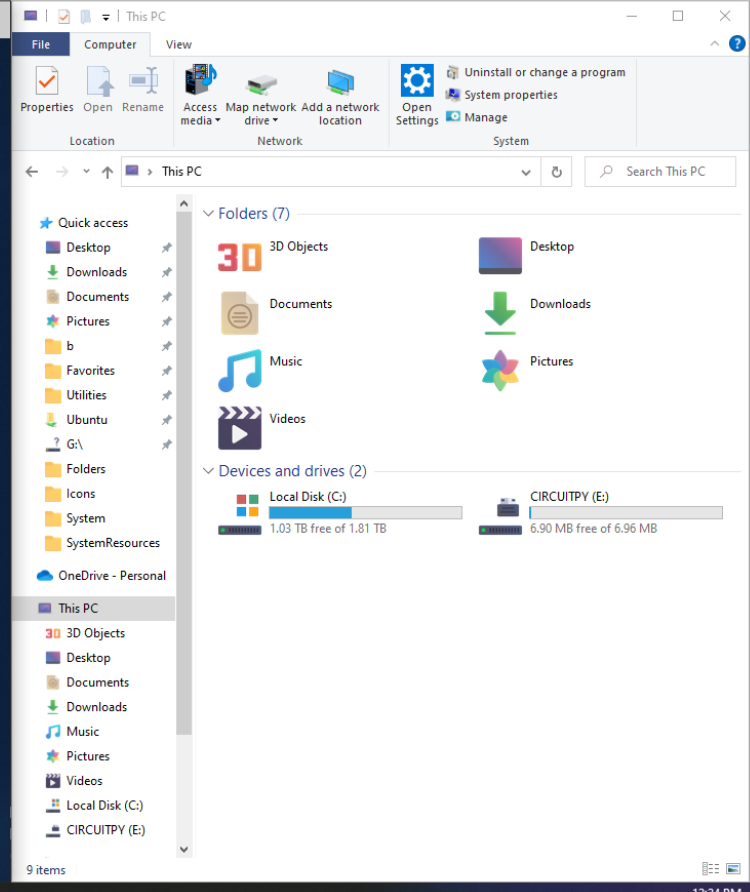 This PC
File Computer View
Properties Open Rename Access media Map network drive Add a network location Open Settings Uninstall or change a program
System properties
Manage
Location Network System
This PC Search This PC
Quick access
Desktop
Downloads
Documents
Pictures
b
Favorites
Utilities
Ubuntu
G:\
Folders
Icons
System
SystemResources
OneDrive - Personal
This PC
3D Objects
Desktop
Documents
Downloads
Music
Pictures
Videos
Local Disk (C:)
CIRCUITPY (E:)
Folders (7)
3D Objects Desktop
Documents Downloads
Music Pictures
Videos
Devices and drives (2)
Local Disk (C:) CIRCUITPY (E:)
1.03 TB free of 1.81 TB 6.90 MB free of 6.96 MB
9 items